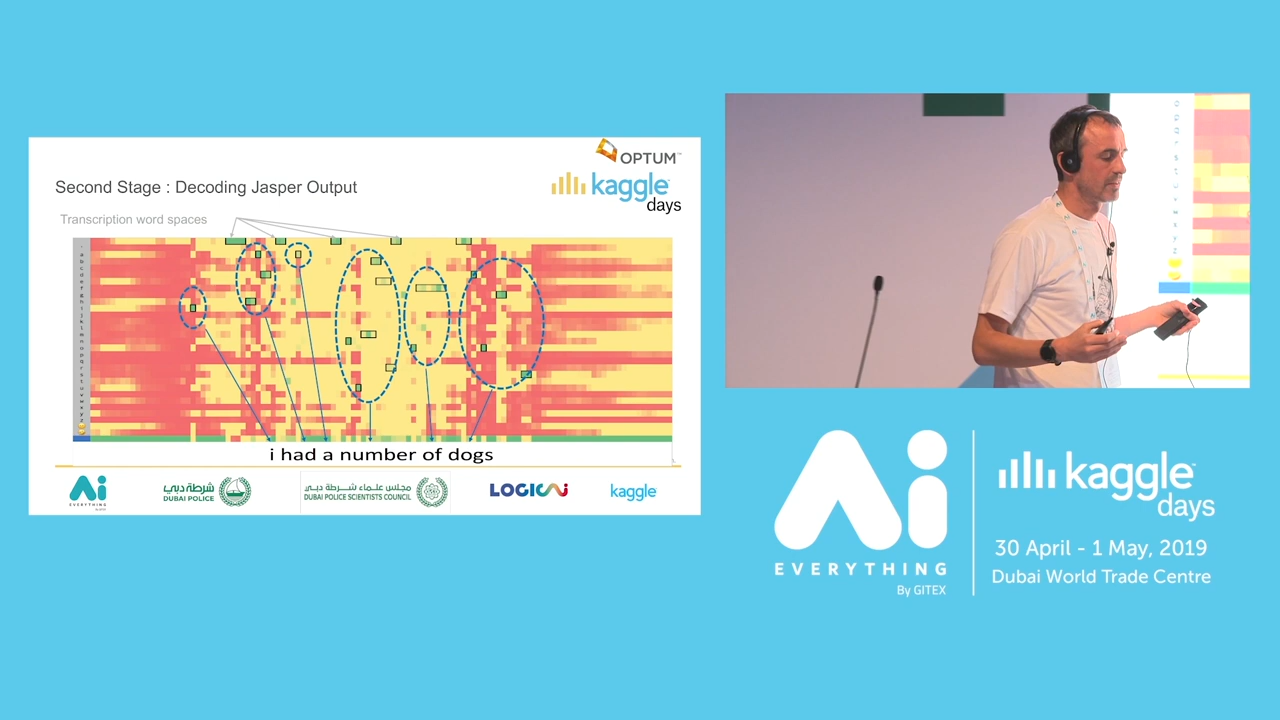 OPTUM™
Second Stage : Decoding Jasper Output
kaggle
days
Transcription word spaces
a
b
c
d
e
f
g
h
i
j
k
l
m
n
o
p
q
r
s
t
u
v
w
x
y
z
i had a number of dogs
Ai
EVERYTHING
شرطة دبي
DUBAI POLICE
مجلس علماء شرطة دبي
DUBAI POLICE SCIENTISTS COUNCIL
LOGICAI
kaggle
Ai
EVERYTHING
By GITEX
kaggle
days
30 April - 1 May, 2019
Dubai World Trade Centre